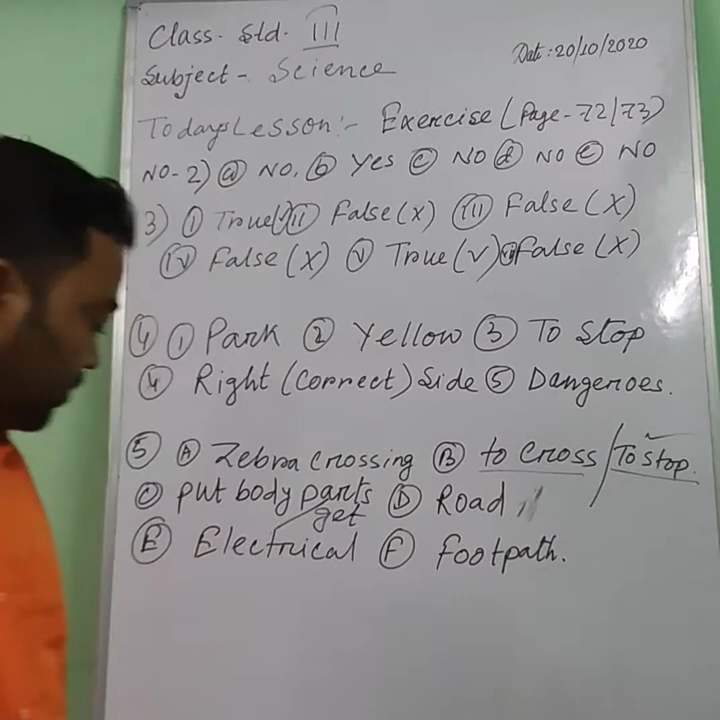 Class- Std. III
Date: 20/10/2020
Subject - Science
Todays Lesson:- Exercise (Page-72/73)
NO-2) (a) NO, (b) Yes (c) NO (d) NO (e) NO
3) (i) True(√) (ii) False(X) (iii) False(X)
(iv) False(X) (v) True(√) (vi) False(X)
(4) (1) Park (2) Yellow (3) To Stop
(4) Right (Correct) Side (5) Dangeroes.
(5) (A) Zebra crossing (B) to cross/To stop.
(C) put body parts (D) Road,
get
(E) Electrical (F) footpath.